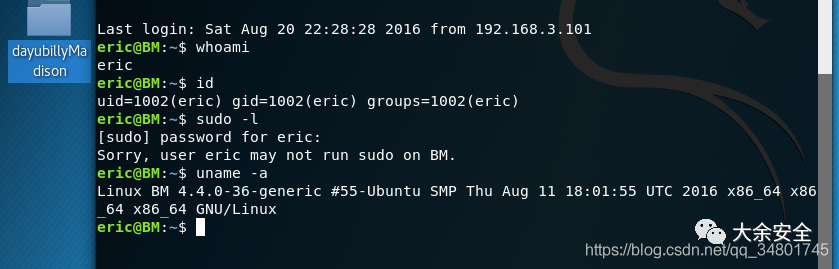 dayubillyMa
dison
Last login: Sat Aug 20 22:28:28 2016 from 192.168.3.101
eric@BM:~$ whoami
eric
eric@BM:~$ id
uid=1002(eric) gid=1002(eric) groups=1002(eric)
eric@BM:~$ sudo -l
[sudo] password for eric:
Sorry, user eric may not run sudo on BM.
eric@BM:~$ uname -a
Linux BM 4.4.0-36-generic #55-Ubuntu SMP Thu Aug 11 18:01:55 UTC 2016 x86_64 x86
_64 x86_64 GNU/Linux
eric@BM:~$
大余安全
https://blog.csdn.net/qq_34801745